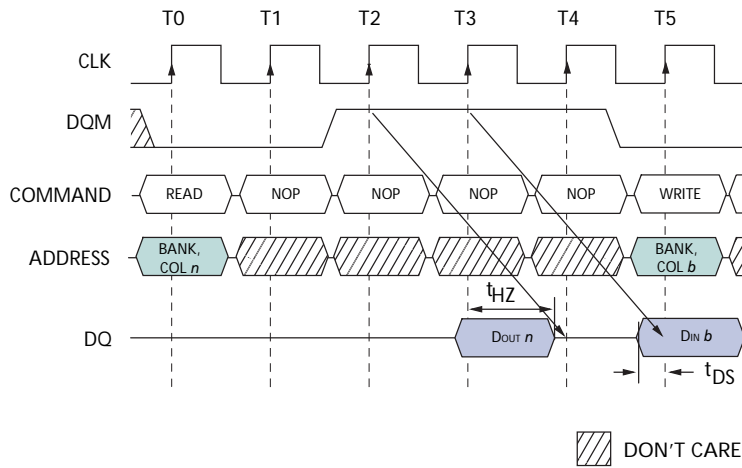 T0 T1 T2 T3 T4 T5
CLK
DQM
COMMAND READ NOP NOP NOP NOP WRITE
ADDRESS BANK, COL n BANK, COL b
tHZ
DQ DOUT n DIN b
tDS
DON'T CARE